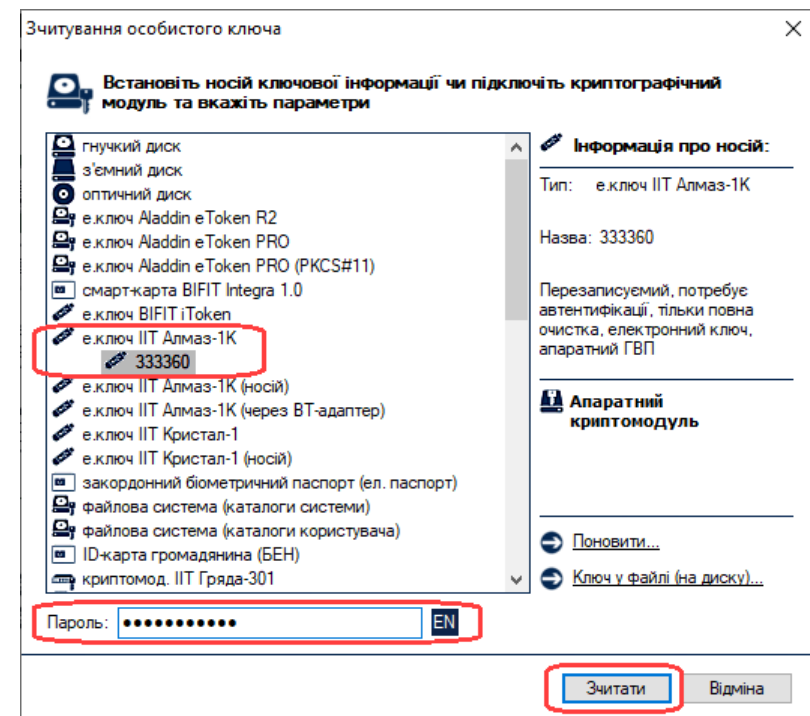 Зчитування особистого ключа
Встановіть носій ключової інформації чи підключіть криптографічний
модуль та вкажіть параметри
гнучкий диск
з'ємний диск
оптичний диск
е.ключ Aladdin eToken R2
е.ключ Aladdin eToken PRO
е.ключ Aladdin eToken PRO (PKCS#11)
смарт-карта BIFIT Integra 1.0
е.ключ BIFIT iToken
е.ключ ІІТ Алмаз-1К
333360
е.ключ ІІТ Алмаз-1К (носій)
е.ключ ІІТ Алмаз-1К (через BT-адаптер)
е.ключ ІІТ Кристал-1
е.ключ ІІТ Кристал-1 (носій)
закордонний біометричний паспорт (ел. паспорт)
файлова система (каталоги системи)
файлова система (каталоги користувача)
ID-карта громадянина (БЕН)
криптомод. ІІТ Гряда-301
Інформація про носій:
Тип: е.ключ ІІТ Алмаз-1К
Назва: 333360
Перезаписуемий, потребує
автентифікації, тільки повна
очистка, електронний ключ,
апаратний ГВП
Апаратний
криптомодуль
Поновити...
Ключ у файлі (на диску)...
Пароль: ●●●●●●●●●●● EN
Зчитати Відміна